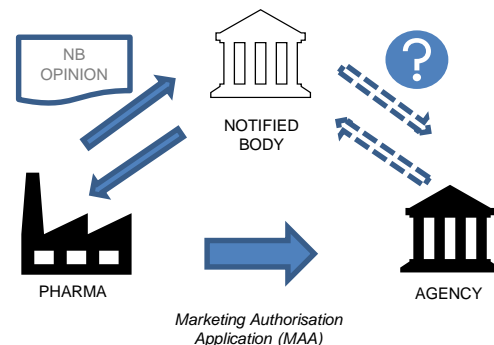 NB
OPINION
?
NOTIFIED
BODY
PHARMA
AGENCY
Marketing Authorisation
Application (MAA)